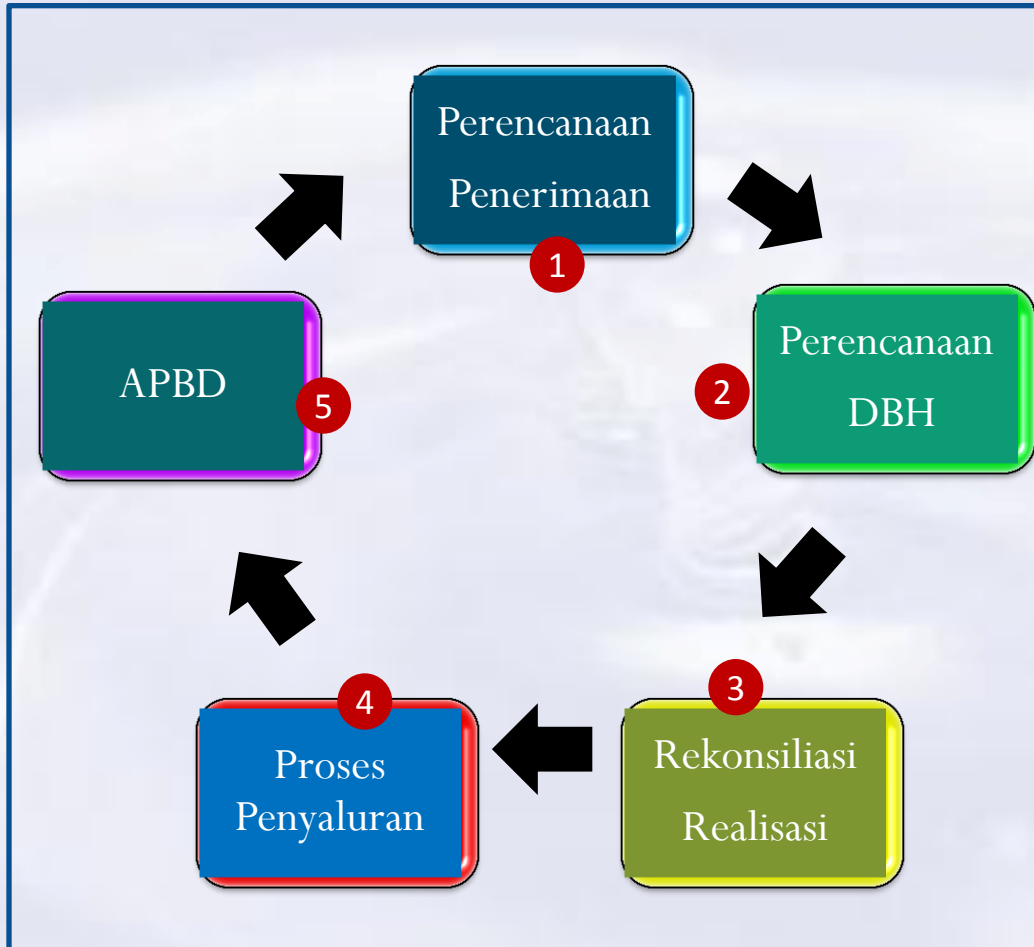 Perencanaan
Penerimaan
1
Perencanaan
DBH
2
3
Rekonsiliasi
Realisasi
4
Proses
Penyaluran
APBD
5